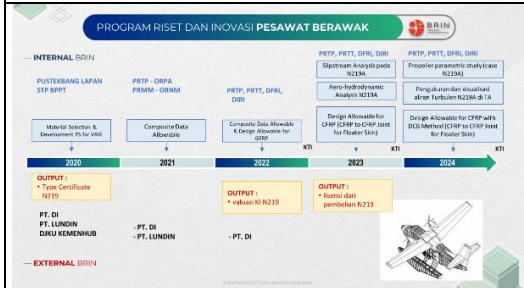 PROGRAM RISET DAN INOVASI PESAWAT BERAWAK
BRIN
INTERNAL BRIN
PUSTEKBANG LAPAN
STP BPPT
PRTP - ORPA
PRMM - ORNM
PRTP, PRTT, DFRI,
DIRI
PRTP, PRTT, DFRI, DIRI
PRTP, PRTT, DFRI, DIRI
Slipstream Analysis pada
N219A
Propeller parametric study (case
N219A)
Aero-hydrodynamic
Analysis N219A
Pengukuran dan visualisasi
aliran Turbulen N219A di TA
Material Selection &
Development PS for VARI
Composite Data
Allowable
Composite Data Allowable
& Design Allowable for
GFRP
Design Allowable for
CFRP (CFRP to CFRP Joint
for Floater Skin)
Design Allowable for CFRP with
DCB Method (CFRP to CFRP Joint
for Floater Skin)
KTI
KTI
KTI
2020
2021
2022
2023
2024
OUTPUT :
• Type Certificate
N219
OUTPUT :
• valuasi KI N219
OUTPUT :
• lisensi dari
pembelian N219
PT. DI
PT. LUNDIN
DJKU KEMENHUB
- PT. DI
- PT. LUNDIN
- PT. DI
EXTERNAL BRIN